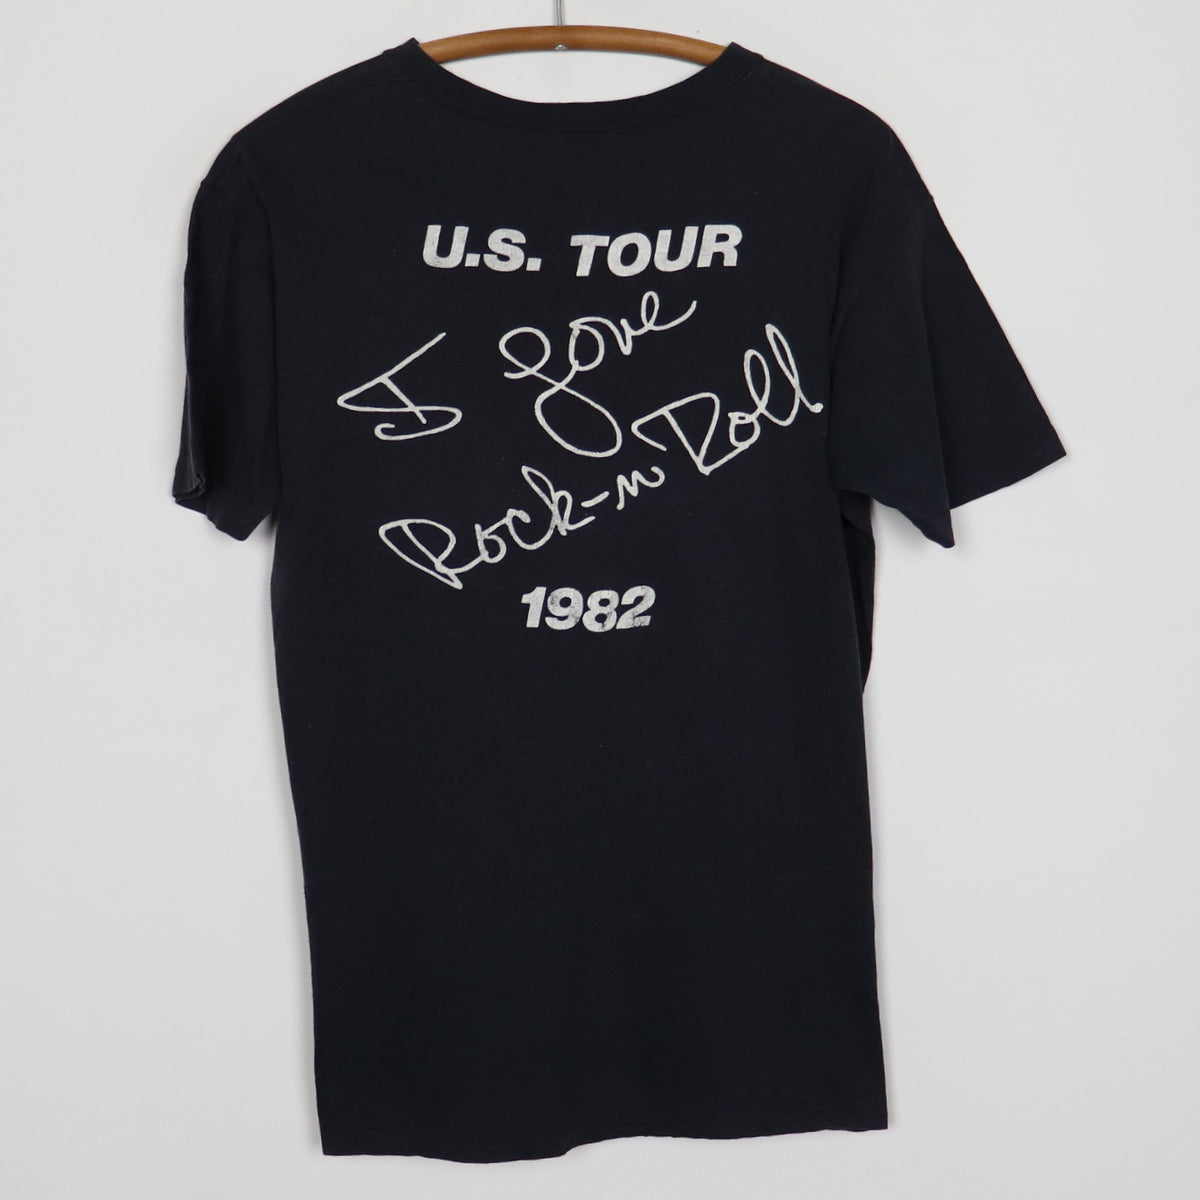 U.S. TOUR
I Love
Rock-n Roll
1982